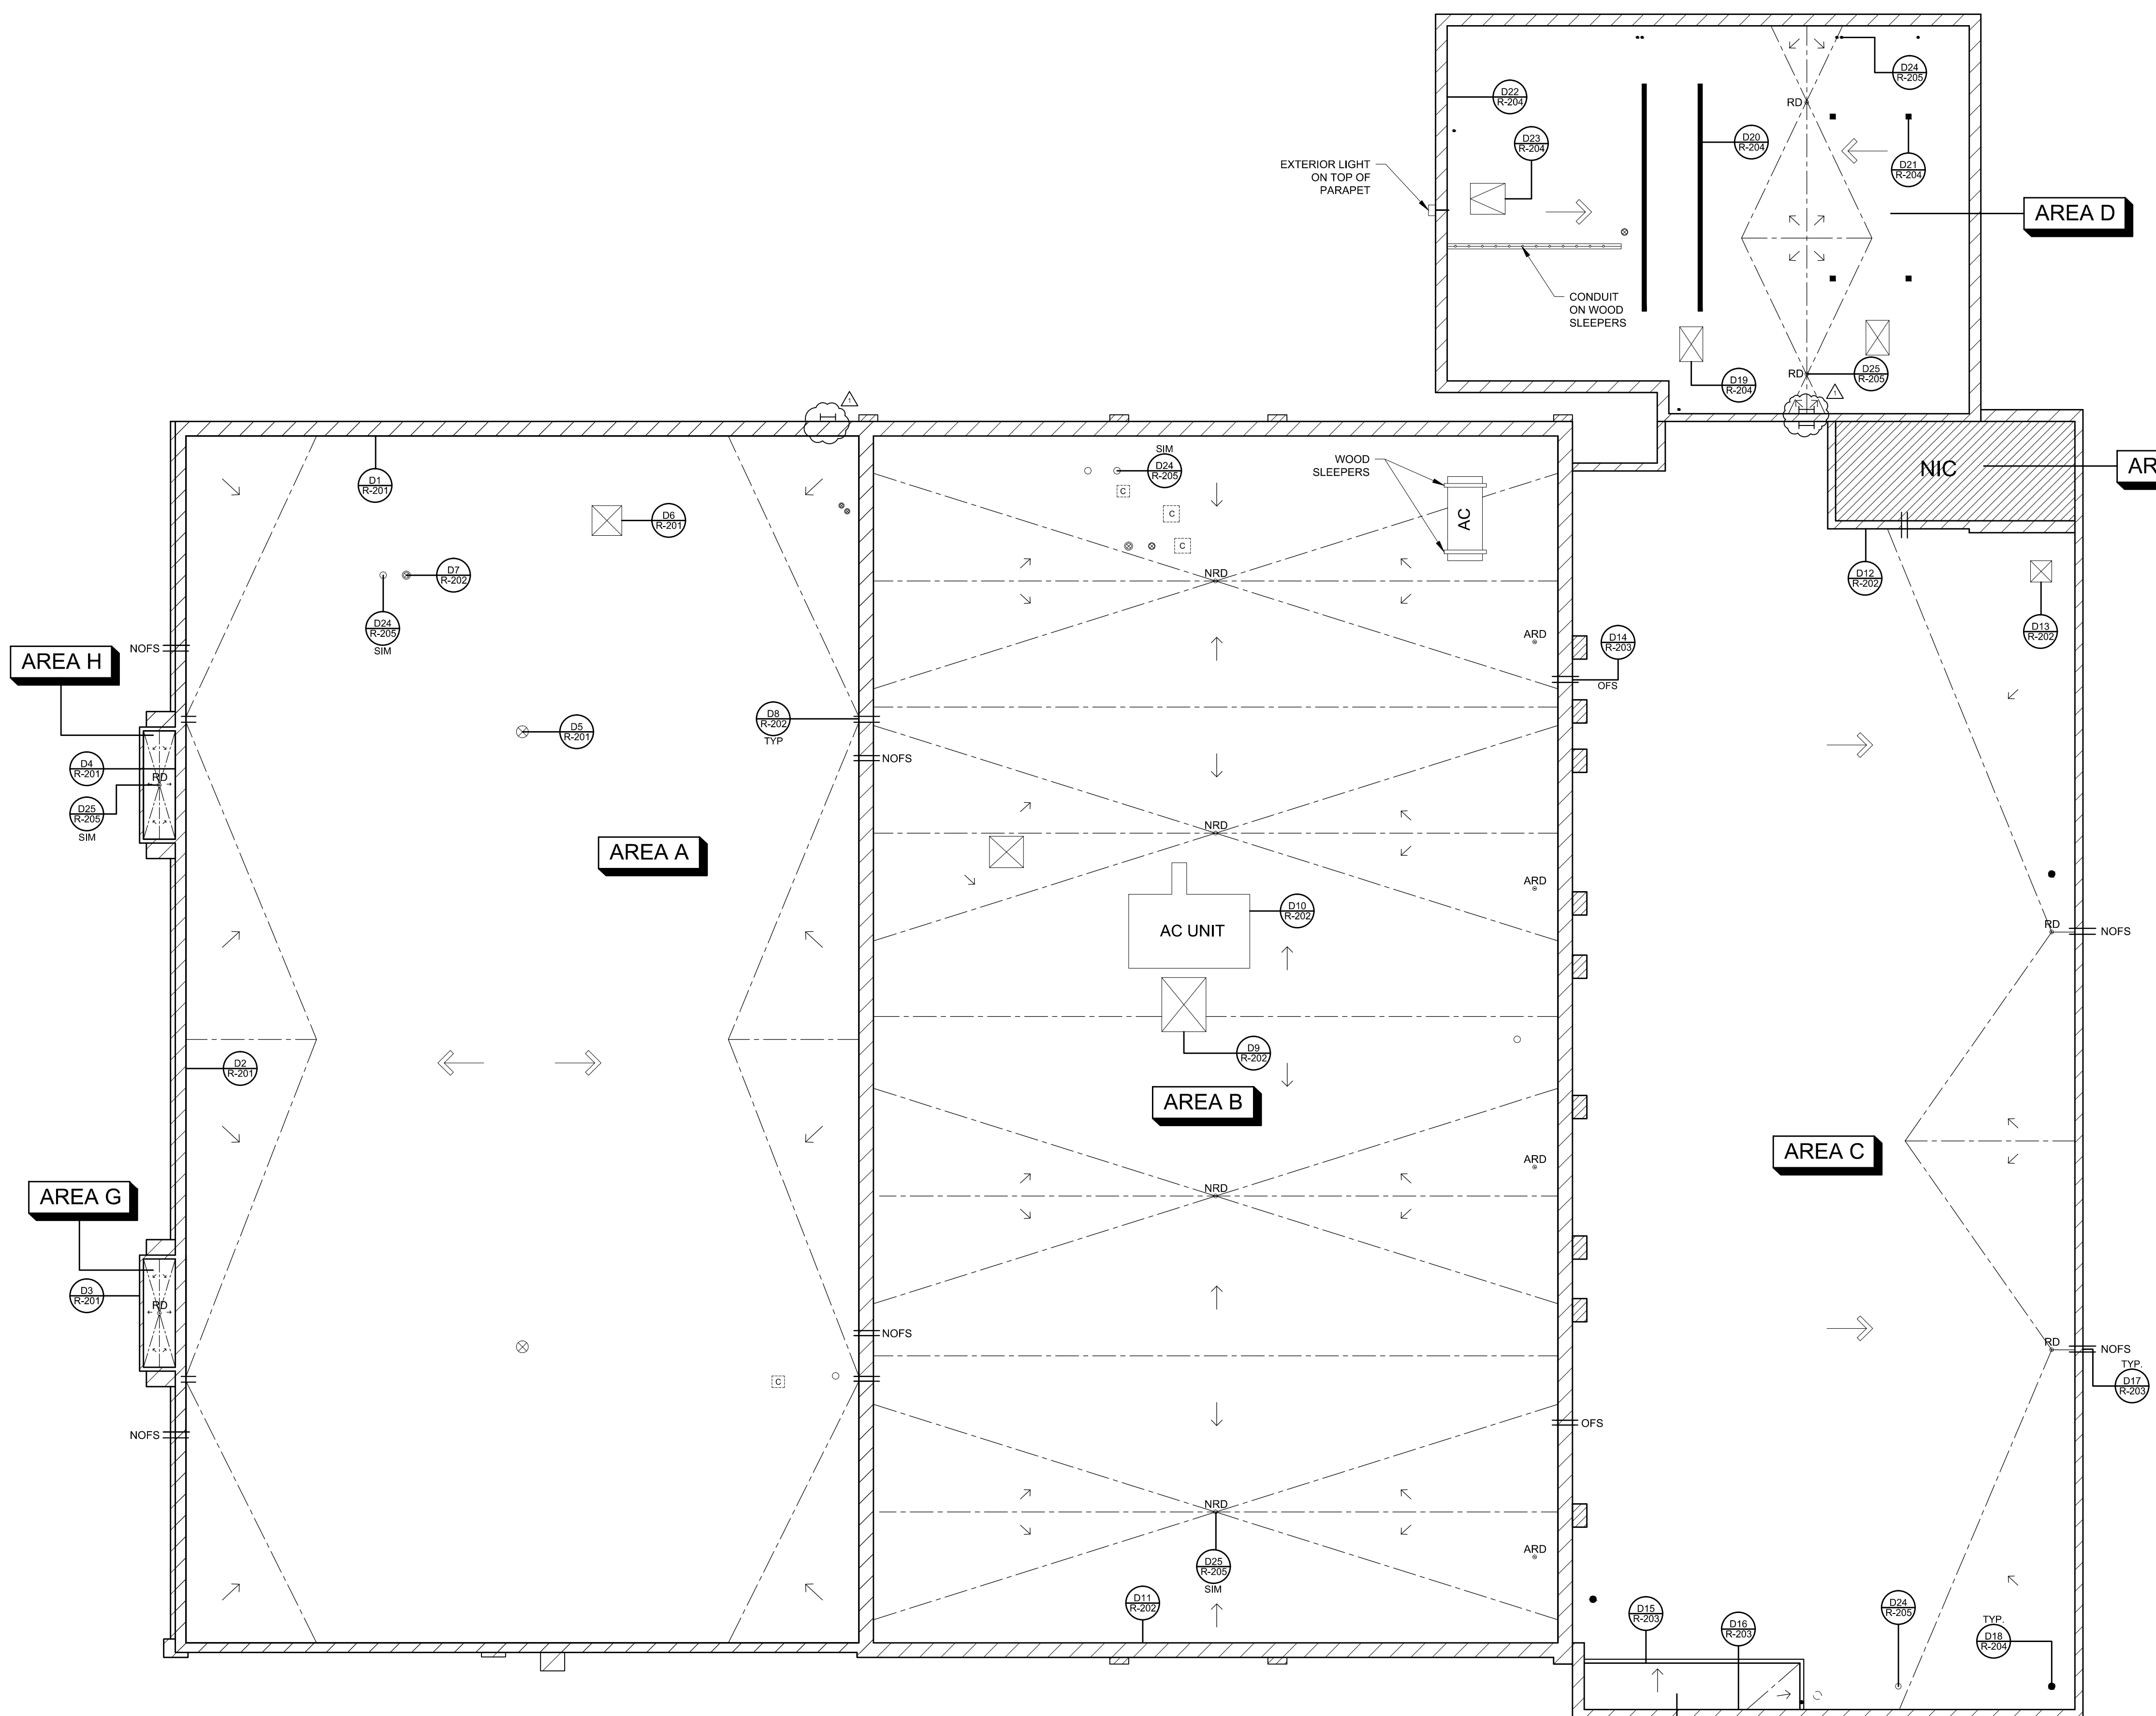 D24
R-205
D22
R-204
RD
D20
R-204
D23
R-204
D21
R-204
EXTERIOR LIGHT
ON TOP OF
PARAPET
AREA D
CONDUIT
ON WOOD
SLEEPERS
RD
D25
R-205
D19
R-204
1
1
SIM
D24
R-205
WOOD
SLEEPERS
NIC
AR
D1
R-201
C
C
C
AC
D6
R-201
D7
R-202
NRD
D12
R-202
D24
R-205
SIM
D13
R-202
ARD
D14
R-203
OFS
NOFS
AREA H
D8
R-202
TYP
D5
R-201
NOFS
D4
R-201
RD
D25
R-205
SIM
NRD
AREA A
ARD
D10
R-202
AC UNIT
RD
NOFS
D9
R-202
D2
R-201
AREA B
AREA C
ARD
NRD
AREA G
D3
R-201
RD
NOFS
RD
NOFS
TYP.
D17
R-203
C
OFS
NOFS
NRD
ARD
D25
R-205
SIM
D11
R-202
D15
R-203
D16
R-203
D24
R-205
TYP.
D18
R-204